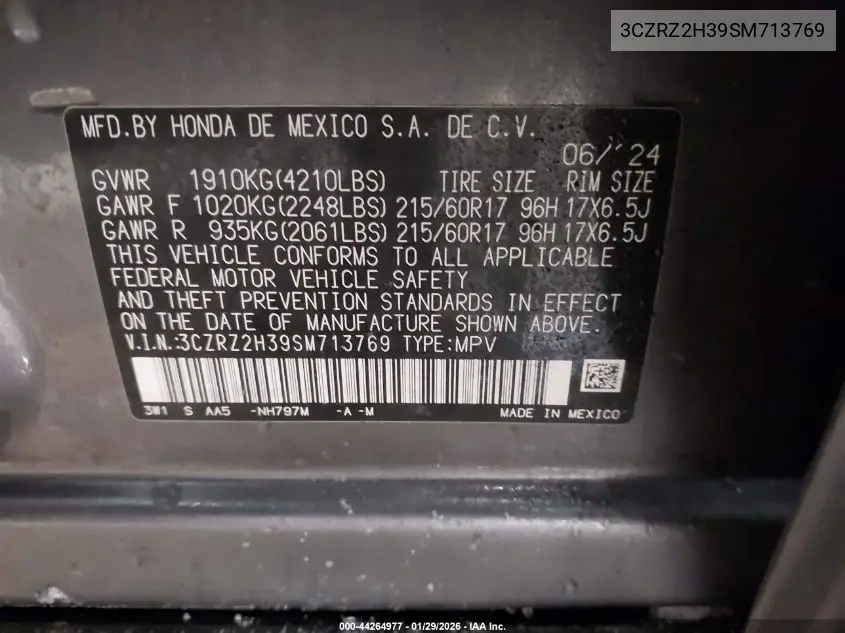 3CZRZ2H39SM713769
MFD.BY HONDA DE MEXICO S.A. DE C.V.
06/ 24
GVWR 1910KG(4210LBS) TIRE SIZE RIM SIZE
GAWR F 1020KG(2248LBS) 215/60R17 96H 17X6.5J
GAWR R 935KG(2061LBS) 215/60R17 96H 17X6.5J
THIS VEHICLE CONFORMS TO ALL APPLICABLE
FEDERAL MOTOR VEHICLE SAFETY
AND THEFT PREVENTION STANDARDS IN EFFECT
ON THE DATE OF MANUFACTURE SHOWN ABOVE.
V.I.N.:3CZRZ2H39SM713769 TYPE:MPV
3W1 S AA5 -NH797M -A -M MADE IN MEXICO
000-44264977 - 01/29/2026 - IAA Inc.